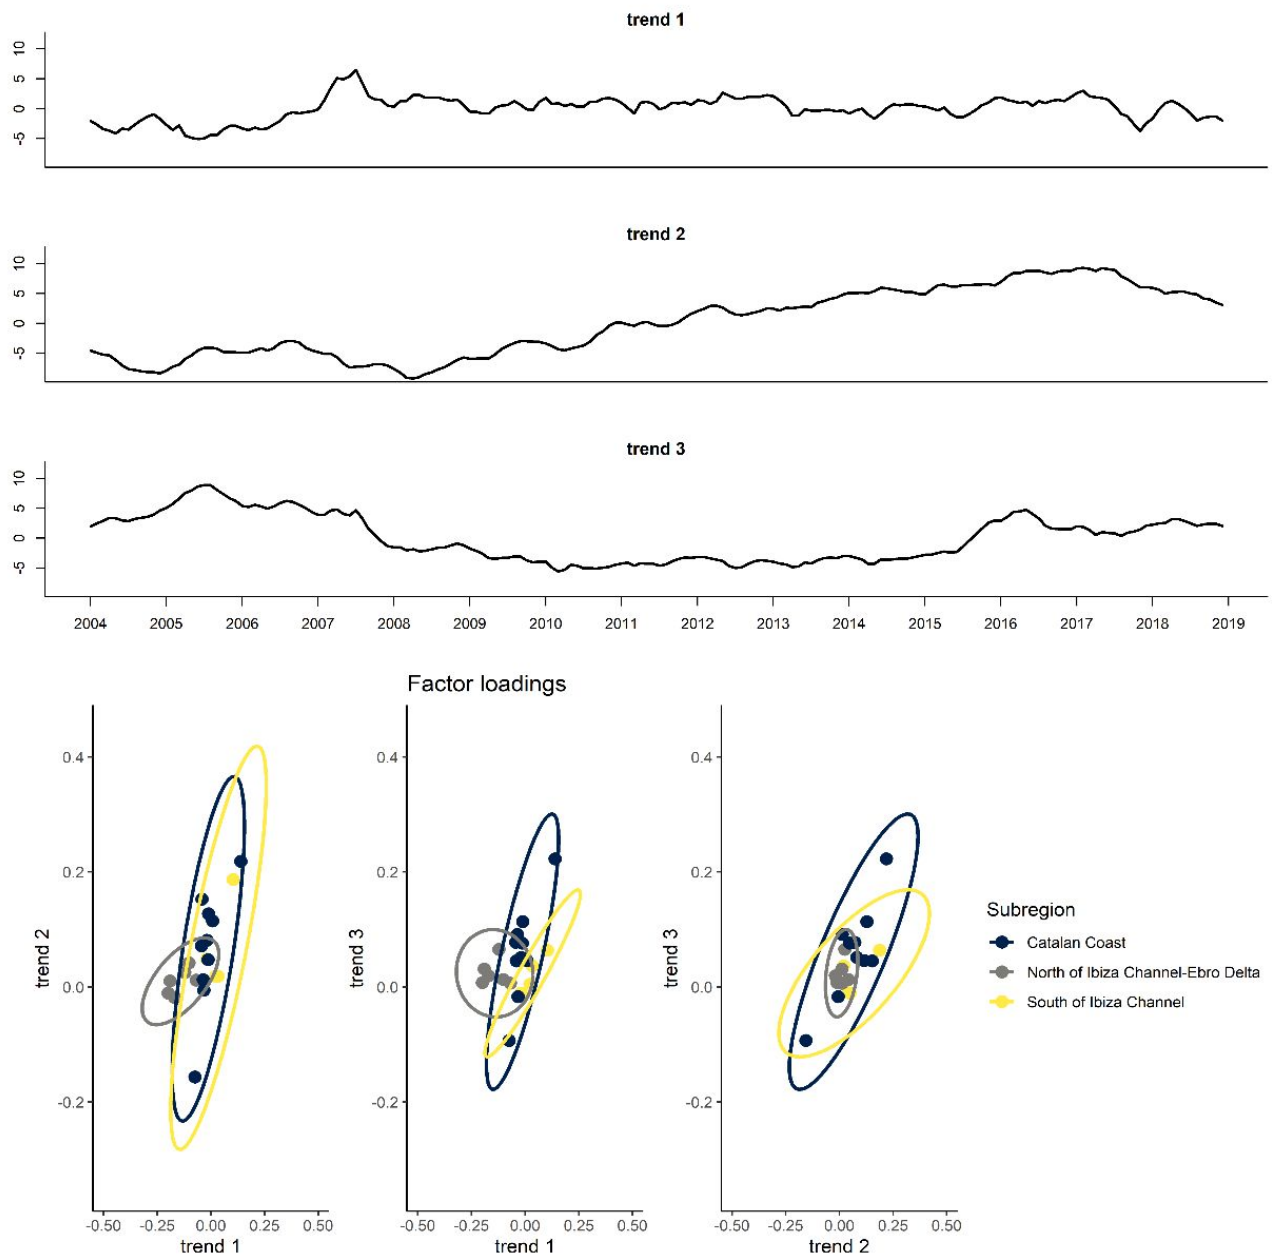 trend 1
10
5
0
-5
trend 2
10
5
0
-5
trend 3
10
5
0
-5
2004 2005 2006 2007 2008 2009 2010 2011 2012 2013 2014 2015 2016 2017 2018 2019
Factor loadings
trend 2
0.4
0.2
0.0
-0.2
-0.50 -0.25 0.00 0.25 0.50
trend 1
trend 3
0.4
0.2
0.0
-0.2
-0.50 -0.25 0.00 0.25 0.50
trend 1
trend 3
0.4
0.2
0.0
-0.2
-0.50 -0.25 0.00 0.25 0.50
trend 2
Subregion
Catalan Coast
North of Ibiza Channel-Ebro Delta
South of Ibiza Channel